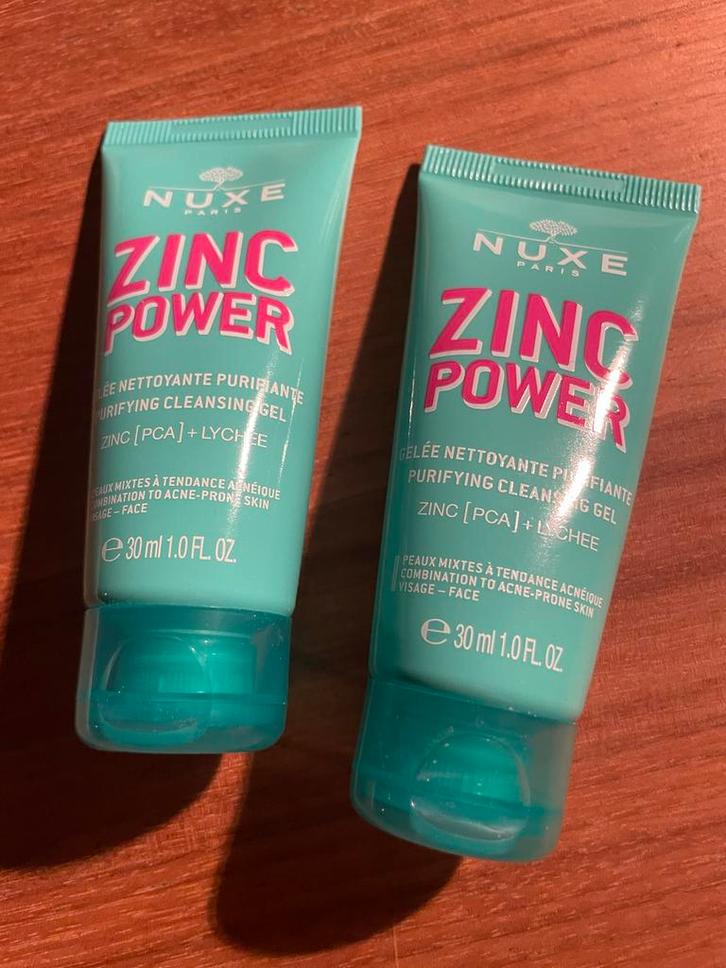 NUXE
PARIS
ZINC
POWER
LÉE NETTOYANTE PURIFIANTE
URIFYING CLEANSING GEL
ZINC [PCA] + LYCHEE
PEAUX MIXTES À TENDANCE ACNÉIQUE
COMBINATION TO ACNE-PRONE SKIN
VISAGE – FACE
e 30 ml 1.0 FL. OZ.
NUXE
PARIS
ZINC
POWER
GELÉE NETTOYANTE PURIFIANTE
PURIFYING CLEANSING GEL
ZINC [PCA] + LYCHEE
PEAUX MIXTES À TENDANCE ACNÉIQUE
COMBINATION TO ACNE-PRONE SKIN
VISAGE – FACE
e 30 ml 1.0 FL. OZ.